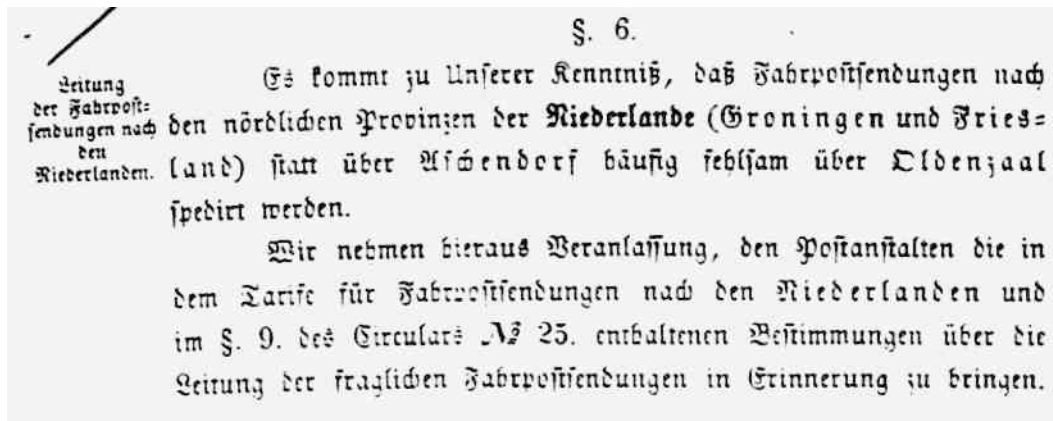 §. 6.
Leitung
der Fahrpost-
sendungen nach
den
Niederlanden.
Es kommt zu Unserer Kenntniß, daß Fahrpostsendungen nach
den nördlichen Provinzen der Niederlande (Groningen und Fries-
land) statt über Aschendorf häufig fehlsam über Oldenzaal
spedirt werden.
Wir nehmen hieraus Veranlassung, den Postanstalten die in
dem Tarife für Fahrpostsendungen nach den Niederlanden und
im §. 9. des Circulars № 25. enthaltenen Bestimmungen über die
Leitung der fraglichen Fahrpostsendungen in Erinnerung zu bringen.